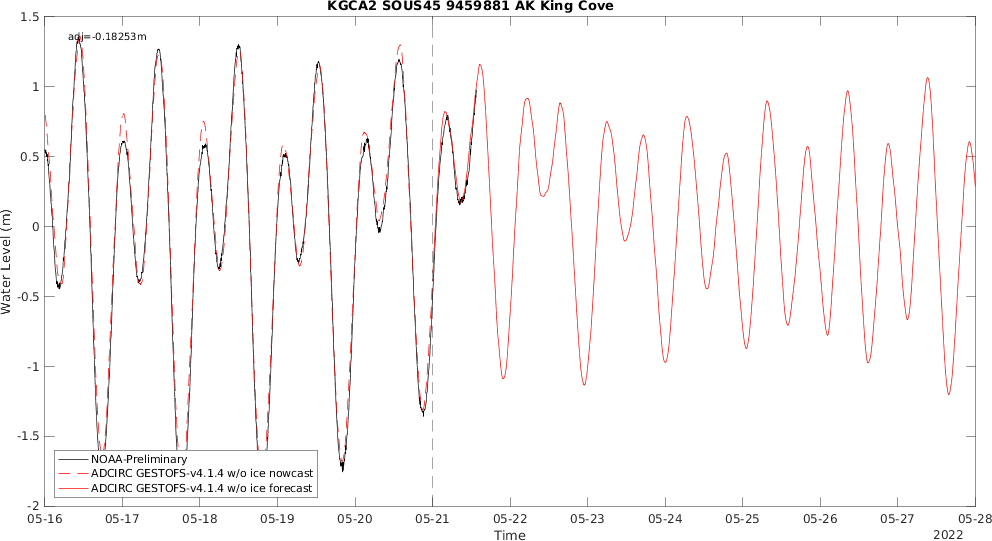 KGCA2 SOUS45 9459881 AK King Cove
adj=-0.18253m
Water Level (m)
1.5
1
0.5
0
-0.5
-1
-1.5
-2
NOAA-Preliminary
ADCIRC GESTOFS-v4.1.4 w/o ice nowcast
ADCIRC GESTOFS-v4.1.4 w/o ice forecast
05-16 05-17 05-18 05-19 05-20 05-21 05-22 05-23 05-24 05-25 05-26 05-27 05-28
Time
2022